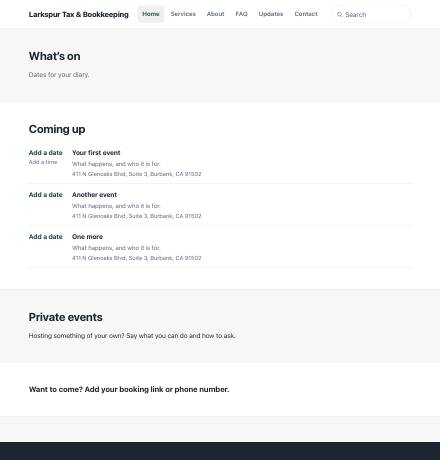 Larkspur Tax & Bookkeeping Home Services About FAQ Updates Contact Search
What's on
Dates for your diary.
Coming up
Add a date Your first event
Add a time What happens, and who it is for.
411 N Glenoaks Blvd, Suite 3, Burbank, CA 91502
Add a date Another event
What happens, and who it is for.
411 N Glenoaks Blvd, Suite 3, Burbank, CA 91502
Add a date One more
What happens, and who it is for.
411 N Glenoaks Blvd, Suite 3, Burbank, CA 91502
Private events
Hosting something of your own? Say what you can do and how to ask.
Want to come? Add your booking link or phone number.